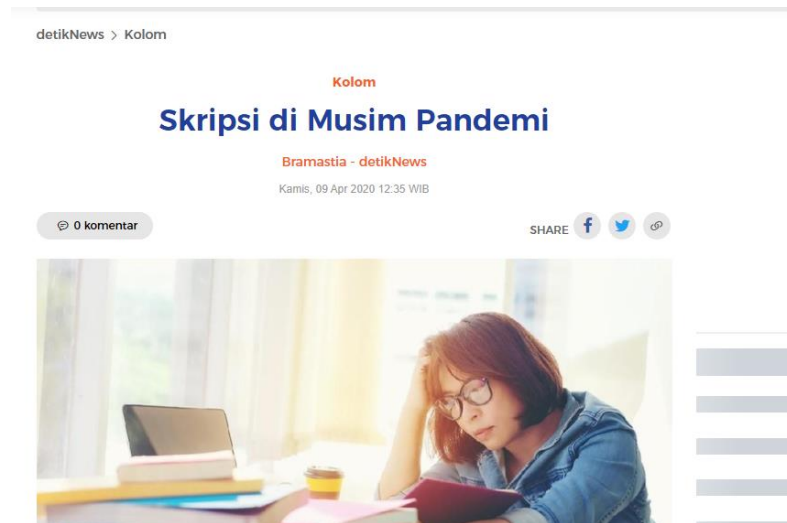 detikNews > Kolom
Kolom
Skripsi di Musim Pandemi
Bramastia - detikNews
Kamis, 09 Apr 2020 12:35 WIB
0 komentar
SHARE